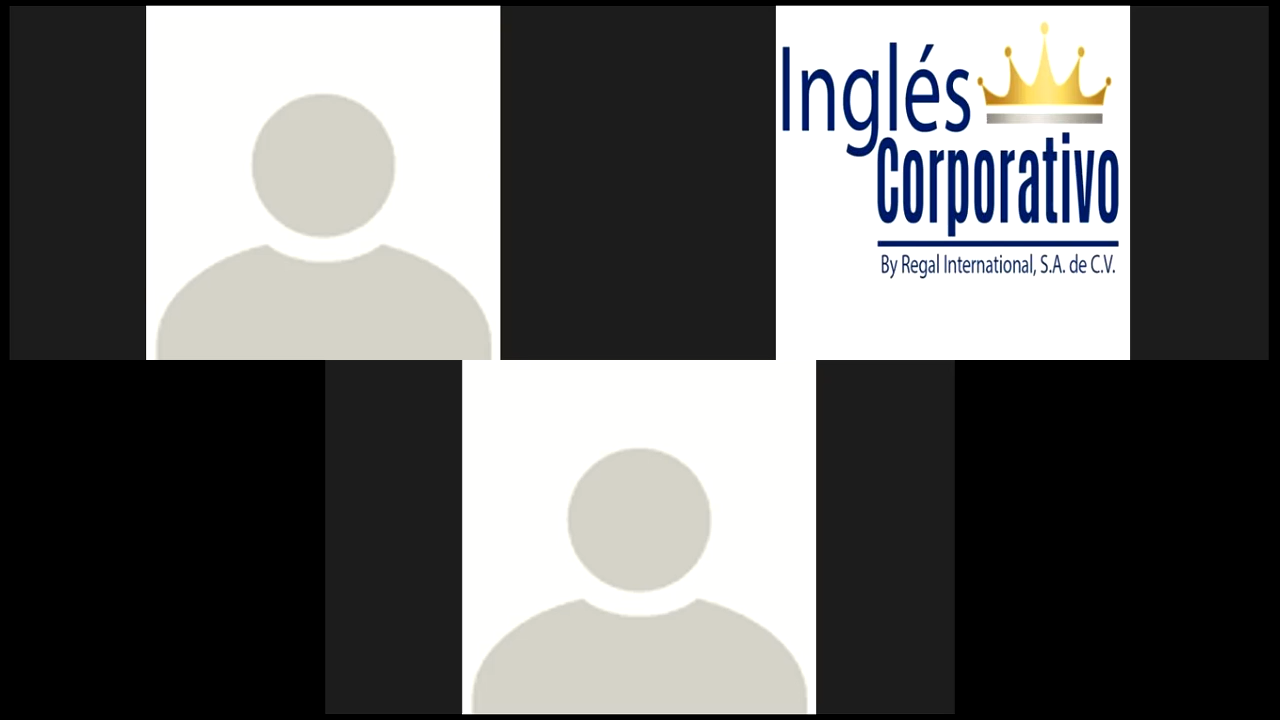 Inglés
Corporativo
By Regal International, S.A. de C.V.